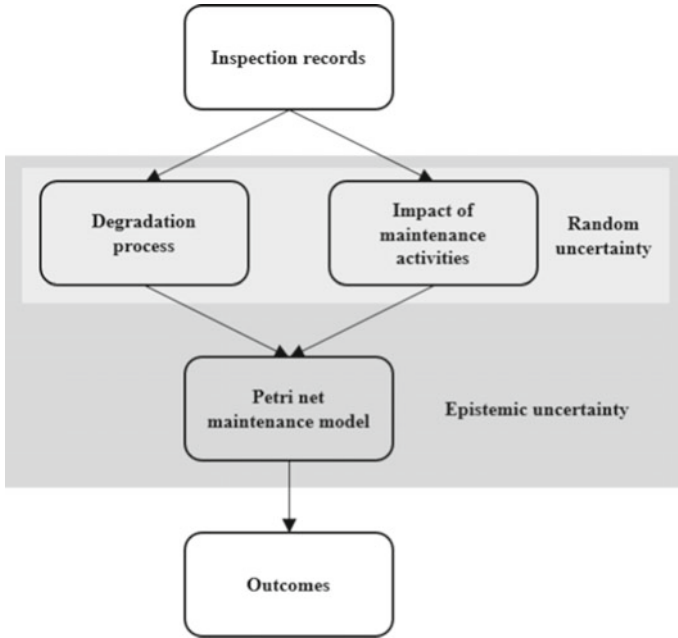 Inspection records
Degradation
process
Impact of
maintenance
activities
Random
uncertainty
Petri net
maintenance model
Epistemic uncertainty
Outcomes